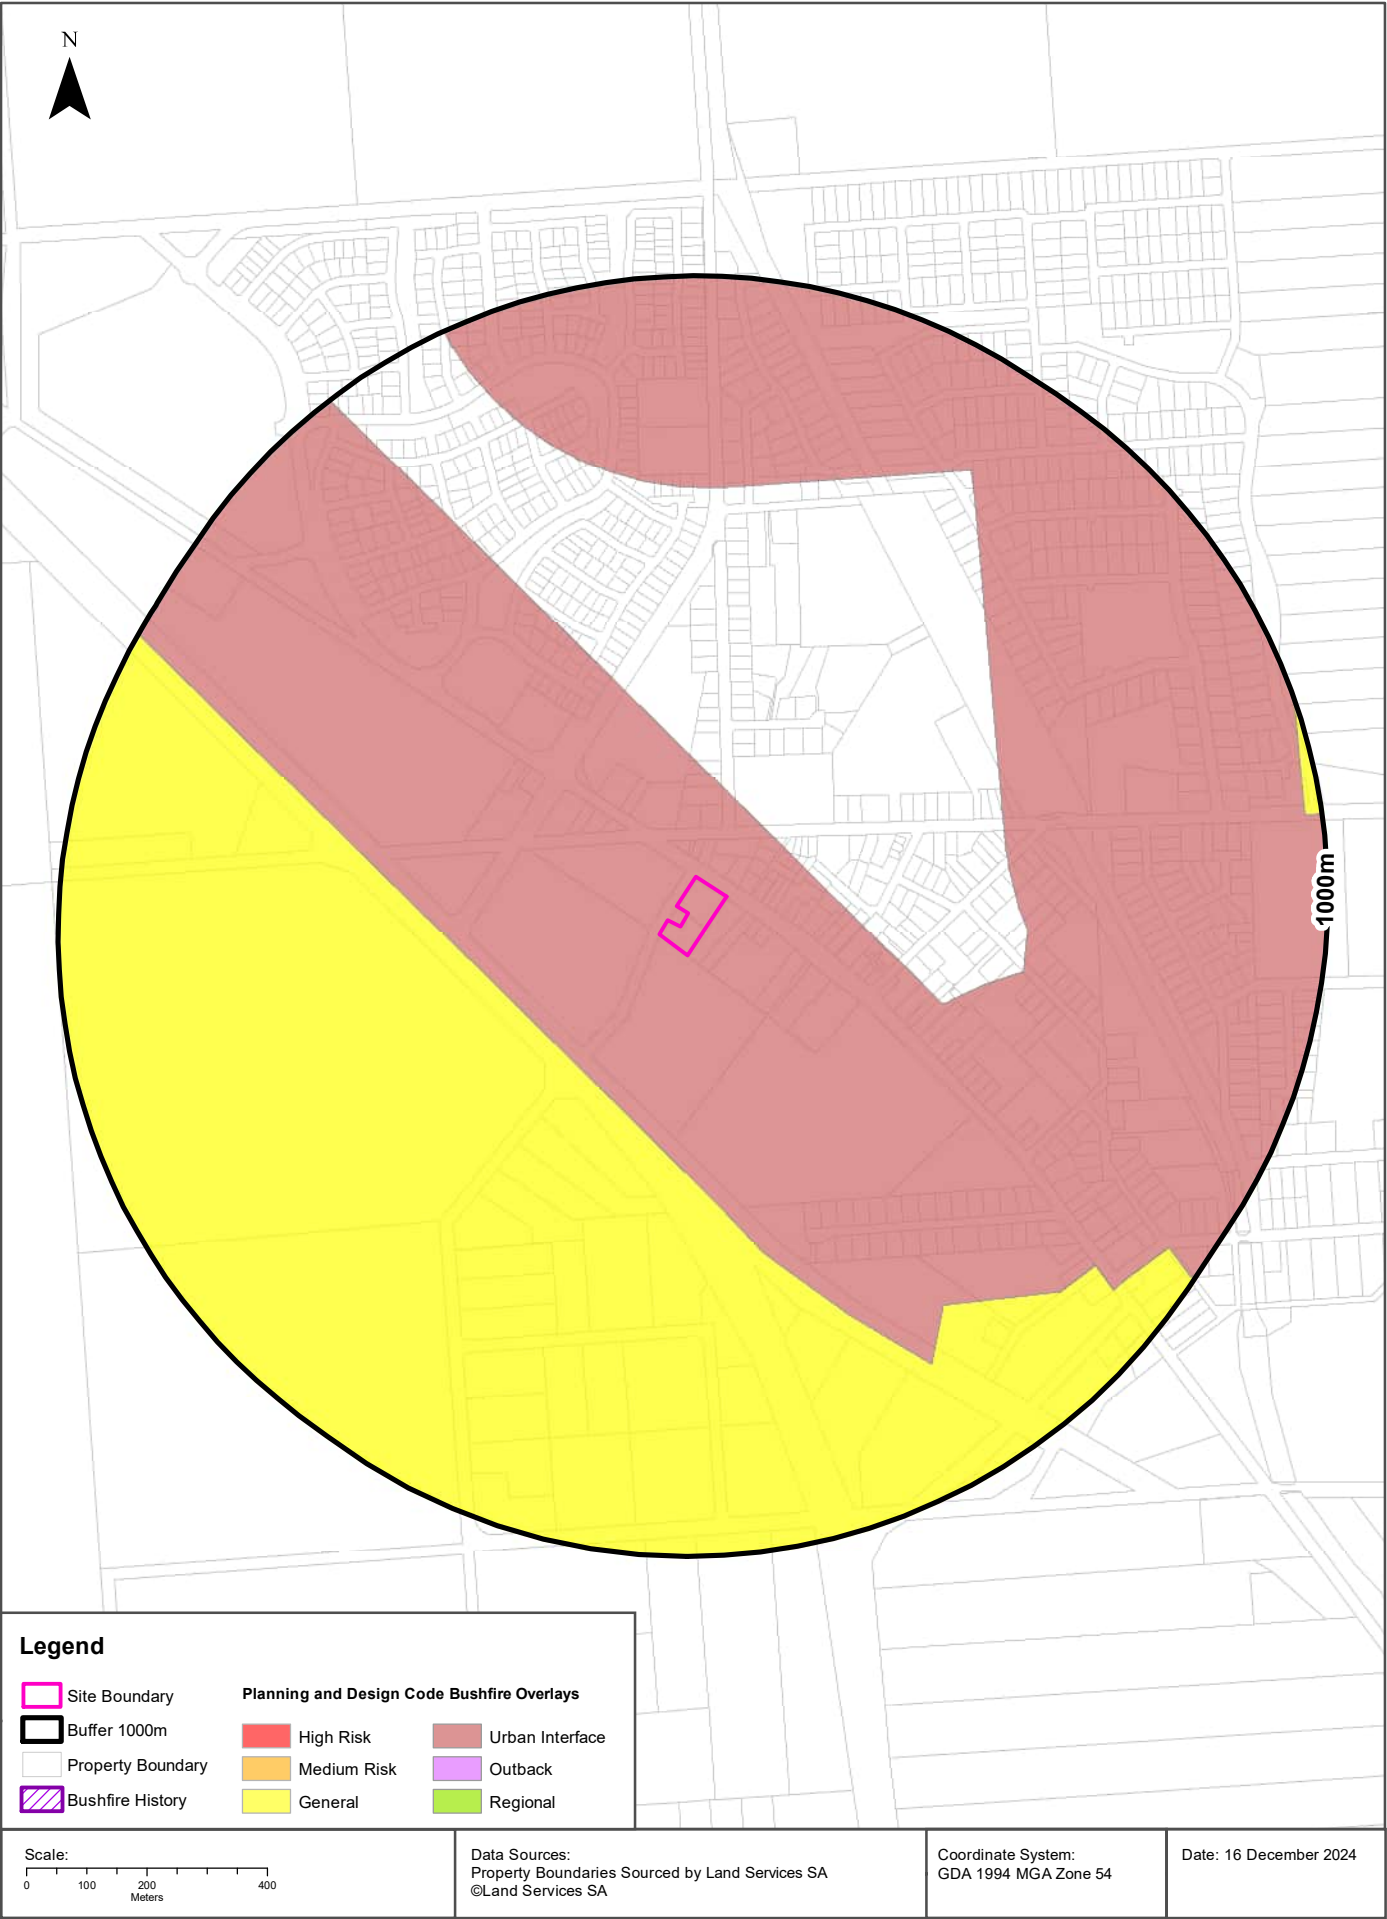 N
1000m
Legend
Site Boundary
Buffer 1000m
Property Boundary
Bushfire History
Planning and Design Code Bushfire Overlays
High Risk
Medium Risk
General
Urban Interface
Outback
Regional
Scale:
0 100 200 400
Meters
Data Sources:
Property Boundaries Sourced by Land Services SA
©Land Services SA
Coordinate System:
GDA 1994 MGA Zone 54
Date: 16 December 2024